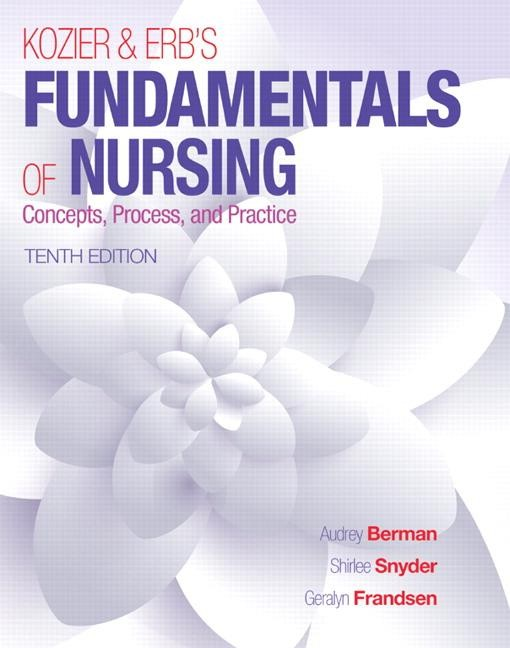 KOZIER & ERB'S
FUNDAMENTALS
OF NURSING
Concepts, Process, and Practice
TENTH EDITION
Audrey Berman
Shirlee Snyder
Geralyn Frandsen